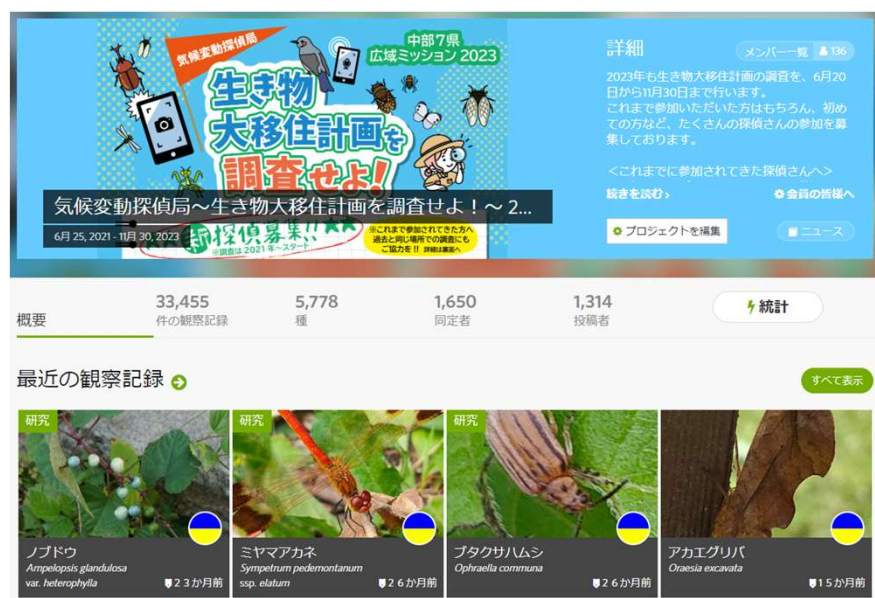 気候変動探偵局
中部7県
広域ミッション 2023
生き物
大移住計画を
調査せよ!
気候変動探偵局~生き物大移住計画を調査せよ!~ 2...
6月 25, 2021 - 11月 30, 2023
新探偵募集!!★★
※調査は2021年~スタート
※これまで参加されてきた方へ
過去と同じ場所での調査にも
ご協力を!! 詳細は裏面へ
詳細
メンバー一覧 136
2023年も生き物大移住計画の調査を、6月20
日から11月30日まで行います。
これまで参加いただいた方はもちろん、初め
ての方など、たくさんの探偵さんの参加を募
集しております。
<これまでに参加されてきた探偵さんへ>
続きを読む ›
会員の皆様へ
プロジェクトを編集
ニュース
概要
33,455
件の観察記録
5,778
種
1,650
同定者
1,314
投稿者
統計
最近の観察記録
すべて表示
研究
ノブドウ
Ampelopsis glandulosa
var. heterophylla
2 3か月前
研究
ミヤマアカネ
Sympetrum pedemontanum
ssp. elatum
2 6か月前
研究
ブタクサハムシ
Ophraella communa
2 6か月前
アカエグリバ
Oraesia excavata
1 5か月前